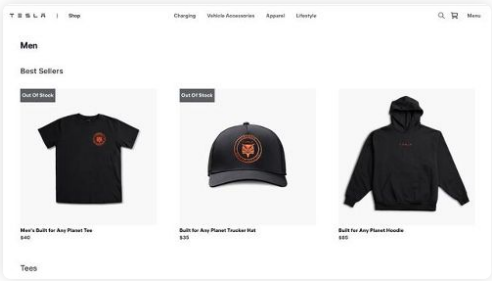 TESLA | Shop Charging Vehicle Accessories Apparel Lifestyle Menu
Men
Best Sellers
Out Of Stock
Out Of Stock
Men's Built for Any Planet Tee
$40
Built for Any Planet Trucker Hat
$35
Built for Any Planet Hoodie
Tees